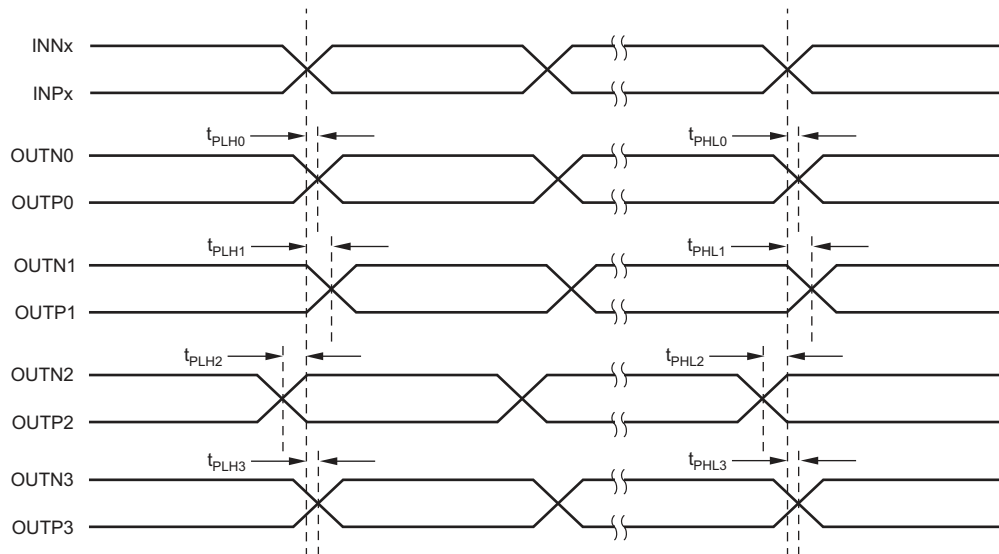 INNx
INPx
tPLH0 tPHL0
OUTN0
OUTP0
tPLH1 tPHL1
OUTN1
OUTP1
tPLH2 tPHL2
OUTN2
OUTP2
tPLH3 tPHL3
OUTN3
OUTP3